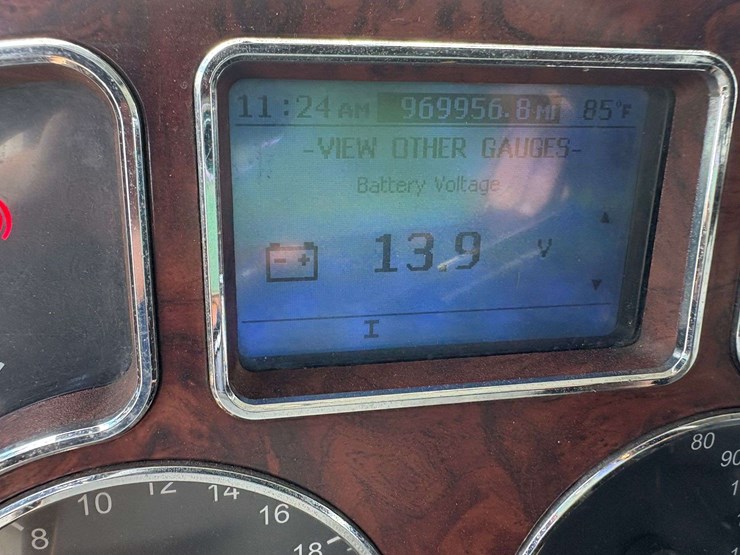 11:24 AM 969956.8 MI 85°F
-VIEW OTHER GAUGES-
Battery Voltage
- +
13.9 V
I
8 10 12 14 16 18
80 90